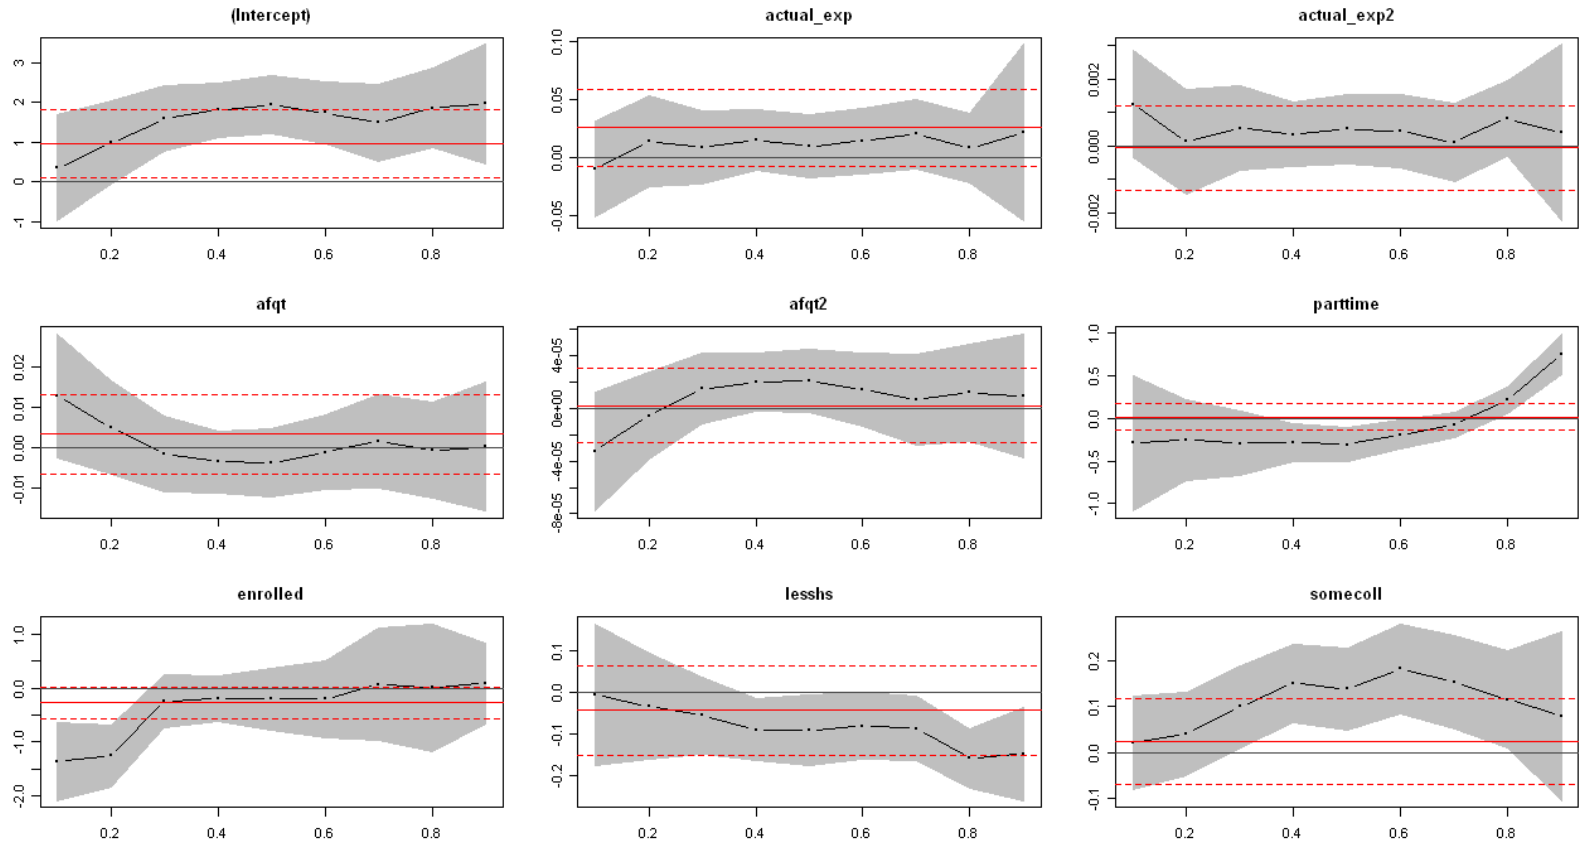 (Intercept)
actual_exp
actual_exp2
3
2
1
0
-1
0.2 0.4 0.6 0.8
0.10
0.05
0.00
-0.05
0.2 0.4 0.6 0.8
0.002
0.000
-0.002
0.2 0.4 0.6 0.8
afqt
afqt2
parttime
0.02
0.01
0.00
-0.01
0.2 0.4 0.6 0.8
4e-05
0e+00
-4e-05
-8e-05
0.2 0.4 0.6 0.8
1.0
0.5
0.0
-0.5
-1.0
0.2 0.4 0.6 0.8
enrolled
lesshs
somecoll
1.0
0.0
-1.0
-2.0
0.2 0.4 0.6 0.8
0.1
0.0
-0.1
-0.2
0.2 0.4 0.6 0.8
0.2
0.1
0.0
-0.1
0.2 0.4 0.6 0.8